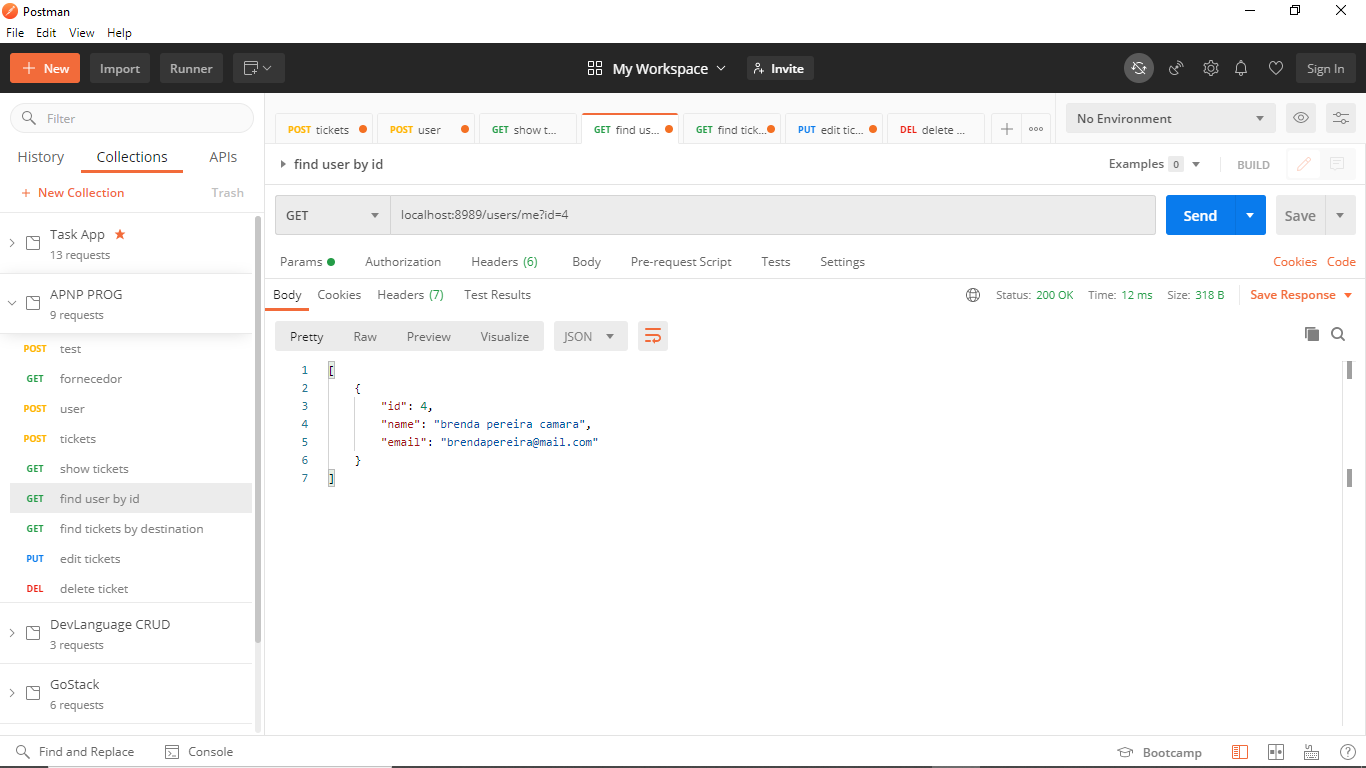 Postman
File Edit View Help
New Import Runner My Workspace Invite Sign In
Filter
History Collections APIs
New Collection Trash
Task App
13 requests
APNP PROG
9 requests
POST test
GET fornecedor
POST user
POST tickets
GET show tickets
GET find user by id
GET find tickets by destination
PUT edit tickets
DEL delete ticket
DevLanguage CRUD
3 requests
GoStack
6 requests
POST tickets POST user GET show t... GET find us... GET find tick... PUT edit tic... DEL delete ... No Environment
find user by id Examples 0 BUILD
GET localhost:8989/users/me?id=4 Send Save
Params Authorization Headers (6) Body Pre-request Script Tests Settings Cookies Code
Body Cookies Headers (7) Test Results Status: 200 OK Time: 12 ms Size: 318 B Save Response
Pretty Raw Preview Visualize JSON
1 [
2 {
3 "id": 4,
4 "name": "brenda pereira camara",
5 "email": "brendapereira@mail.com"
6 }
7 ]
Find and Replace Console Bootcamp